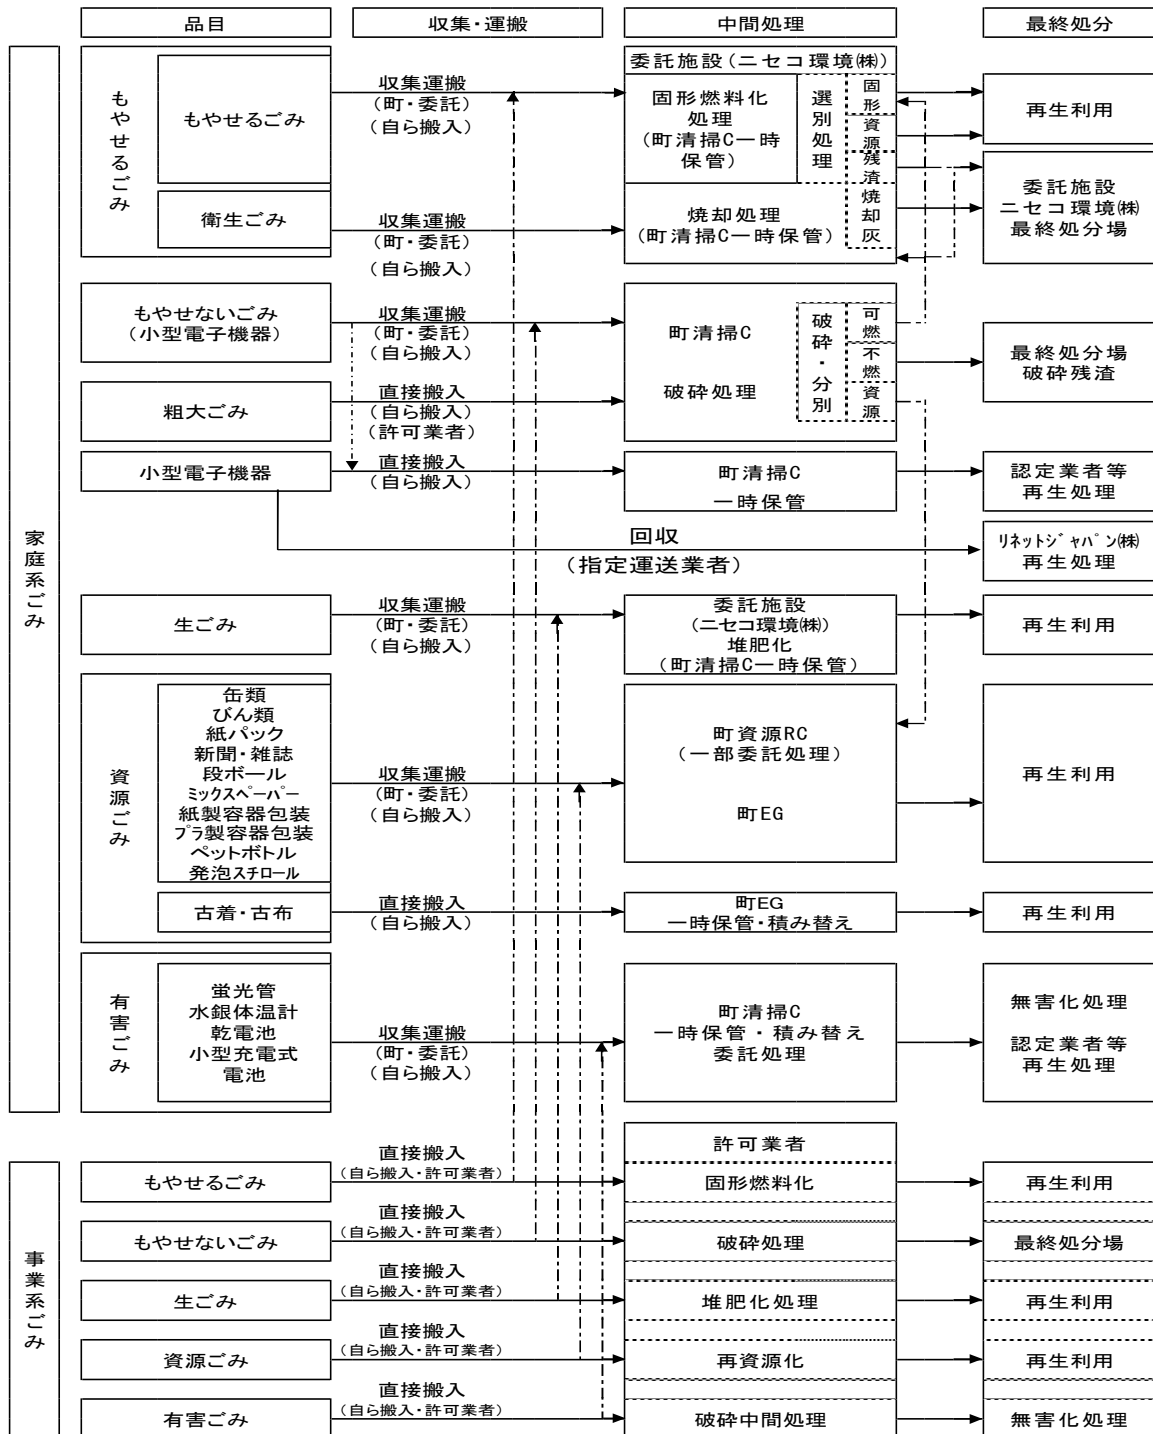 品目
収集・運搬
中間処理
最終処分
家庭系ごみ
もやせるごみ
もやせるごみ
収集運搬
(町・委託)
(自ら搬入)
委託施設(ニセコ環境㈱)
固形燃料化
処理
(町清掃C一時
保管)
選別処理
固形
資源
残渣
再生利用
衛生ごみ
収集運搬
(町・委託)
(自ら搬入)
焼却処理
(町清掃C一時保管)
焼却灰
委託施設
ニセコ環境㈱
最終処分場
もやせないごみ
(小型電子機器)
収集運搬
(町・委託)
(自ら搬入)
町清掃C
破砕処理
破砕・分別
可燃
不燃
資源
最終処分場
破砕残渣
粗大ごみ
直接搬入
(自ら搬入)
(許可業者)
小型電子機器
直接搬入
(自ら搬入)
町清掃C
一時保管
認定業者等
再生処理
回収
(指定運送業者)
リネットジャパン㈱
再生処理
生ごみ
収集運搬
(町・委託)
(自ら搬入)
委託施設
(ニセコ環境㈱)
堆肥化
(町清掃C一時保管)
再生利用
資源ごみ
缶類
びん類
紙パック
新聞・雑誌
段ボール
ミックスペーパー
紙製容器包装
プラ製容器包装
ペットボトル
発泡スチロール
収集運搬
(町・委託)
(自ら搬入)
町資源RC
(一部委託処理)
町EG
再生利用
古着・古布
直接搬入
(自ら搬入)
町EG
一時保管・積み替え
再生利用
有害ごみ
蛍光管
水銀体温計
乾電池
小型充電式
電池
収集運搬
(町・委託)
(自ら搬入)
町清掃C
一時保管・積み替え
委託処理
無害化処理
認定業者等
再生処理
事業系ごみ
許可業者
もやせるごみ
直接搬入
(自ら搬入・許可業者)
固形燃料化
再生利用
もやせないごみ
直接搬入
(自ら搬入・許可業者)
破砕処理
最終処分場
生ごみ
直接搬入
(自ら搬入・許可業者)
堆肥化処理
再生利用
資源ごみ
直接搬入
(自ら搬入・許可業者)
再資源化
再生利用
有害ごみ
直接搬入
(自ら搬入・許可業者)
破砕中間処理
無害化処理